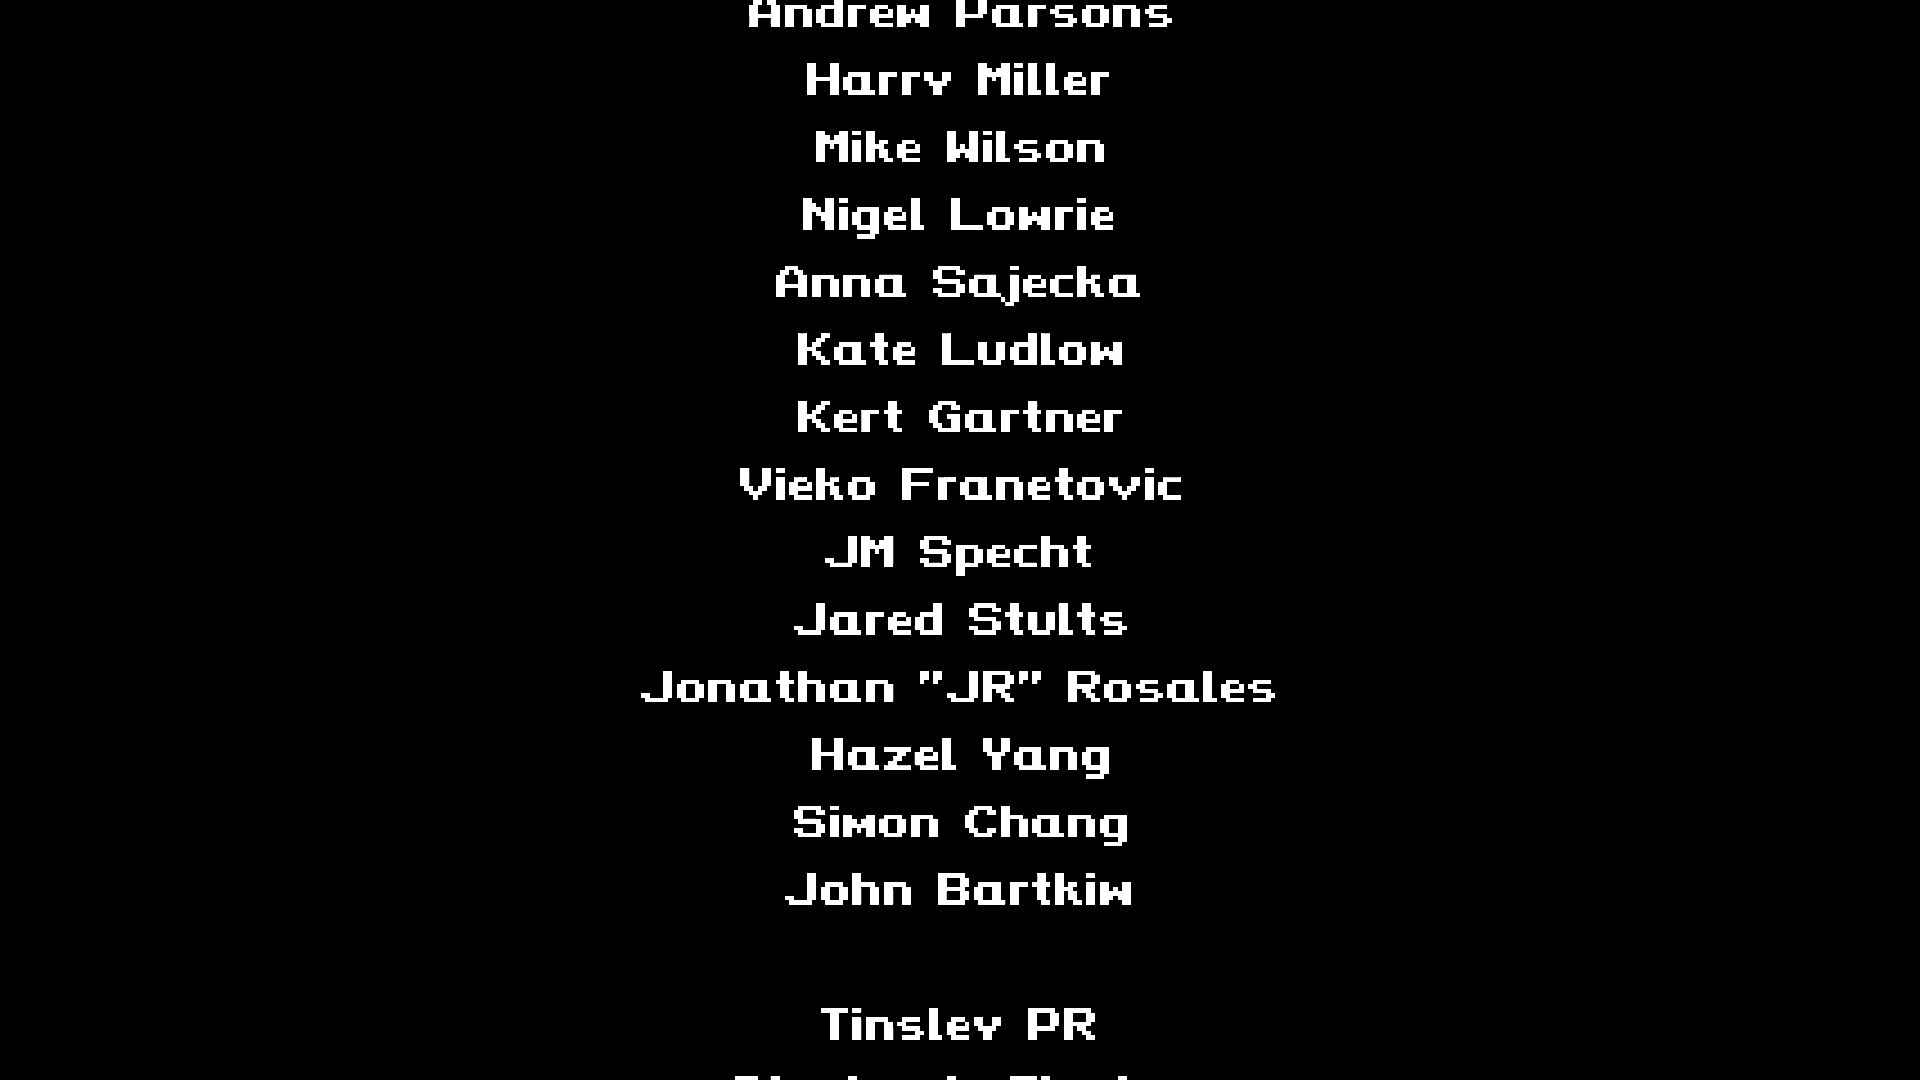 Andrew Parsons
Harry Miller
Mike Wilson
Nigel Lowrie
Anna Sajecka
Kate Ludlow
Kert Gartner
Vieko Franetovic
JM Specht
Jared Stults
Jonathan "JR" Rosales
Hazel Yang
Simon Chang
John Bartkiw
Tinsley PR